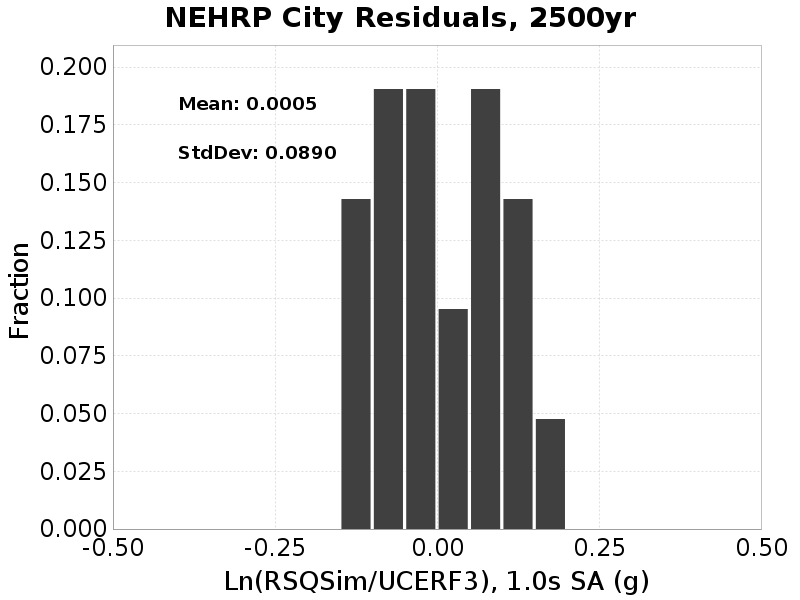 NEHRP City Residuals, 2500yr
Mean: 0.0005
StdDev: 0.0890
Fraction
0.200
0.175
0.150
0.125
0.100
0.075
0.050
0.025
0.000
-0.50 -0.25 0.00 0.25 0.50
Ln(RSQSim/UCERF3), 1.0s SA (g)